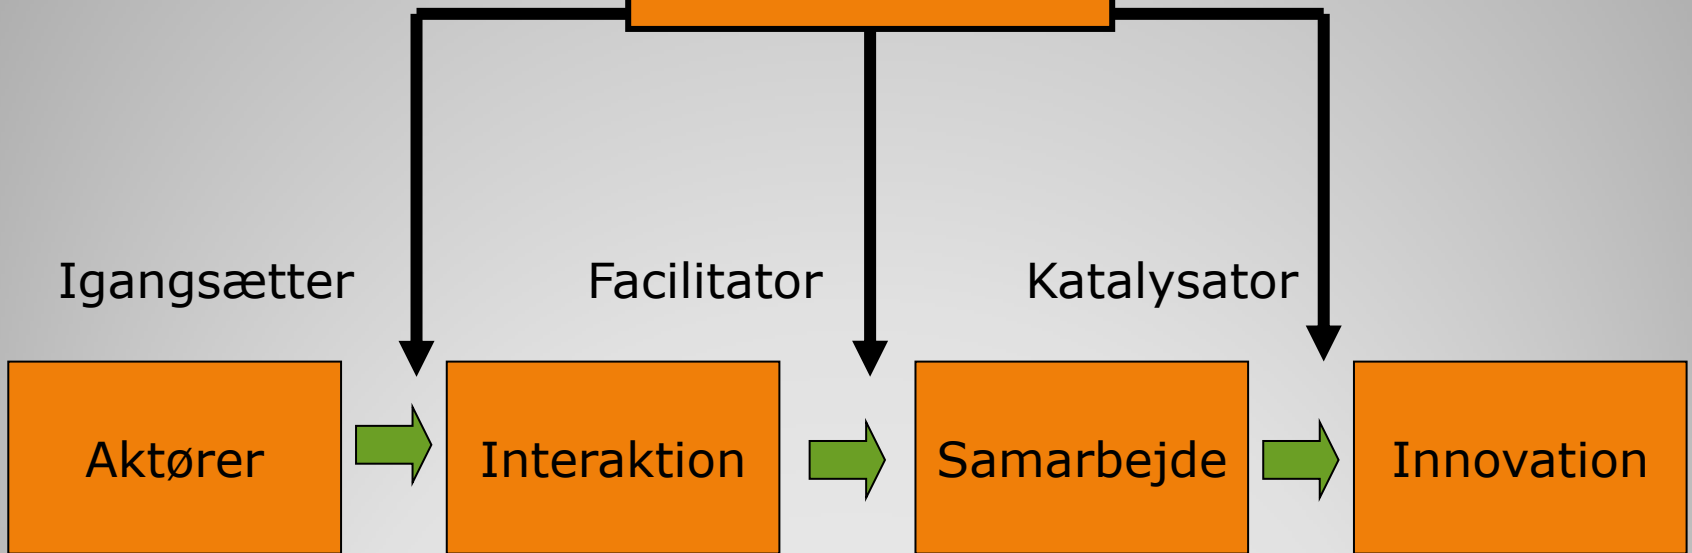 Igangsætter
Facilitator
Katalysator
Aktører
Interaktion
Samarbejde
Innovation